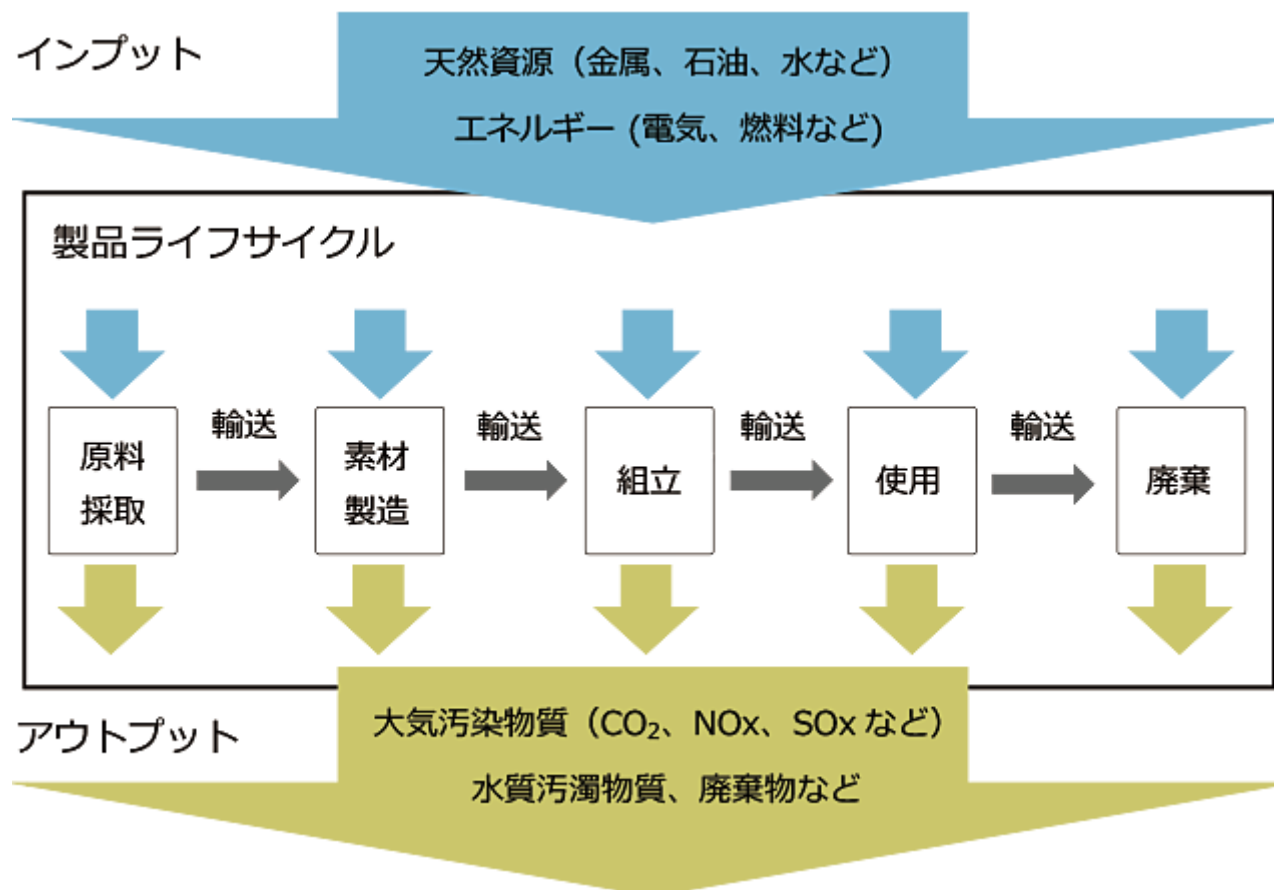 インプット
天然資源（金属、石油、水など）
エネルギー (電気、燃料など)
製品ライフサイクル
原料
採取
輸送
素材
製造
輸送
組立
輸送
使用
輸送
廃棄
アウトプット
大気汚染物質（CO₂、NOx、SOx など）
水質汚濁物質、廃棄物など